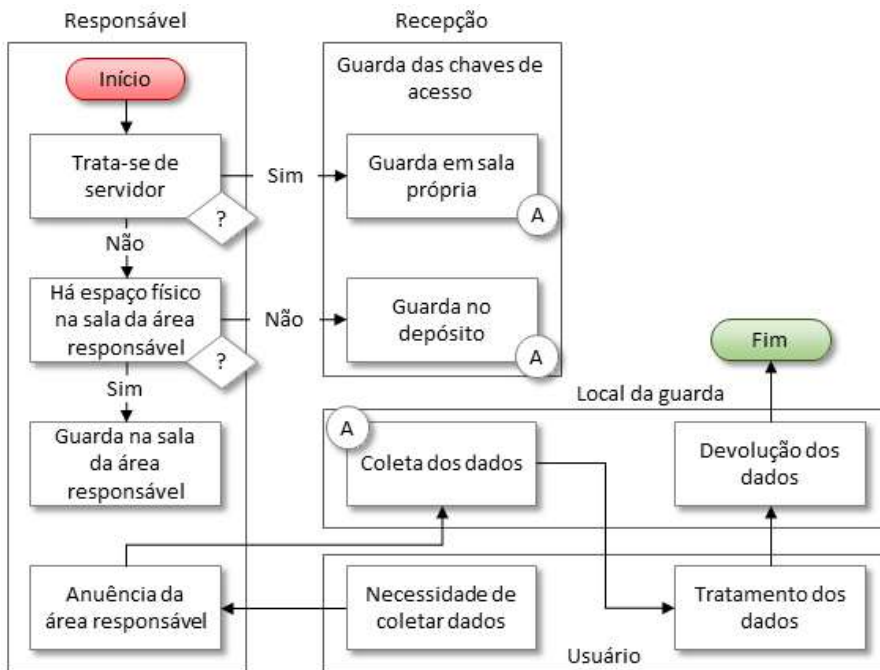 Responsável
Recepção
Início
Guarda das chaves de
acesso
Trata-se de
servidor
?
Sim
Guarda em sala
própria
A
Não
Há espaço físico
na sala da área
responsável
?
Não
Guarda no
depósito
A
Fim
Sim
Local da guarda
Guarda na sala
da área
responsável
A
Coleta dos dados
Devolução dos
dados
Anuência da
área responsável
Necessidade de
coletar dados
Tratamento dos
dados
Usuário